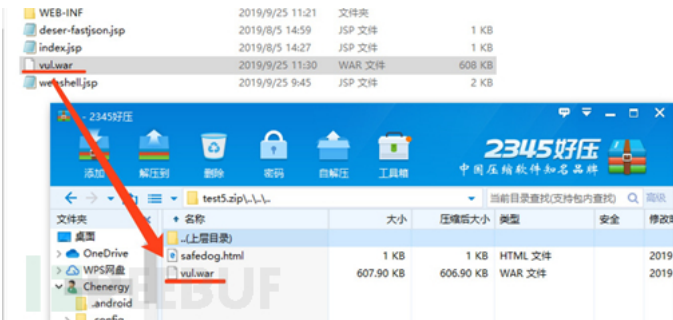 WEB-INF 2019/9/25 11:21 文件夹
deser-fastjson.jsp 2019/8/5 14:59 JSP 文件 1 KB
index.jsp 2019/8/5 14:27 JSP 文件 1 KB
vul.war 2019/9/25 11:30 WAR 文件 608 KB
webshell.jsp 2019/9/25 9:45 JSP 文件 2 KB
- 2345好压
添加 解压到 删除 密码 自解压 工具箱
2345好压
中国压缩软件知名品牌
test5.zip\..\..\.. 当前目录查找(支持包内查找) 高级
文件夹 名称 大小 压缩后大小 类型 安全 修改
桌面 ..(上层目录)
OneDrive safedog.html 1 KB 1 KB HTML 文件 2019
WPS网盘 vul.war 607.90 KB 606.90 KB WAR 文件 2019
Chenergy
.android
.config